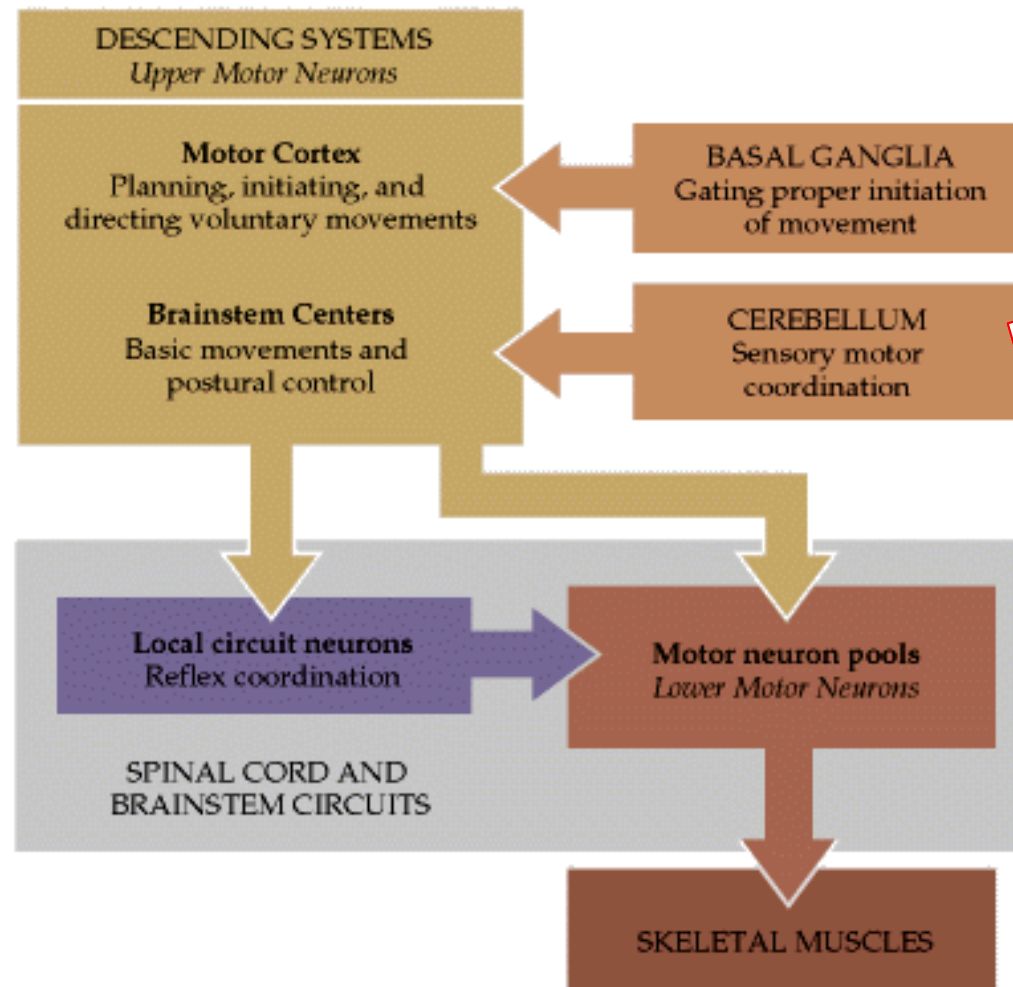 DESCENDING SYSTEMS
Upper Motor Neurons
Motor Cortex
Planning, initiating, and
directing voluntary movements
Brainstem Centers
Basic movements and
postural control
BASAL GANGLIA
Gating proper initiation
of movement
CEREBELLUM
Sensory motor
coordination
Local circuit neurons
Reflex coordination
Motor neuron pools
Lower Motor Neurons
SPINAL CORD AND
BRAINSTEM CIRCUITS
SKELETAL MUSCLES